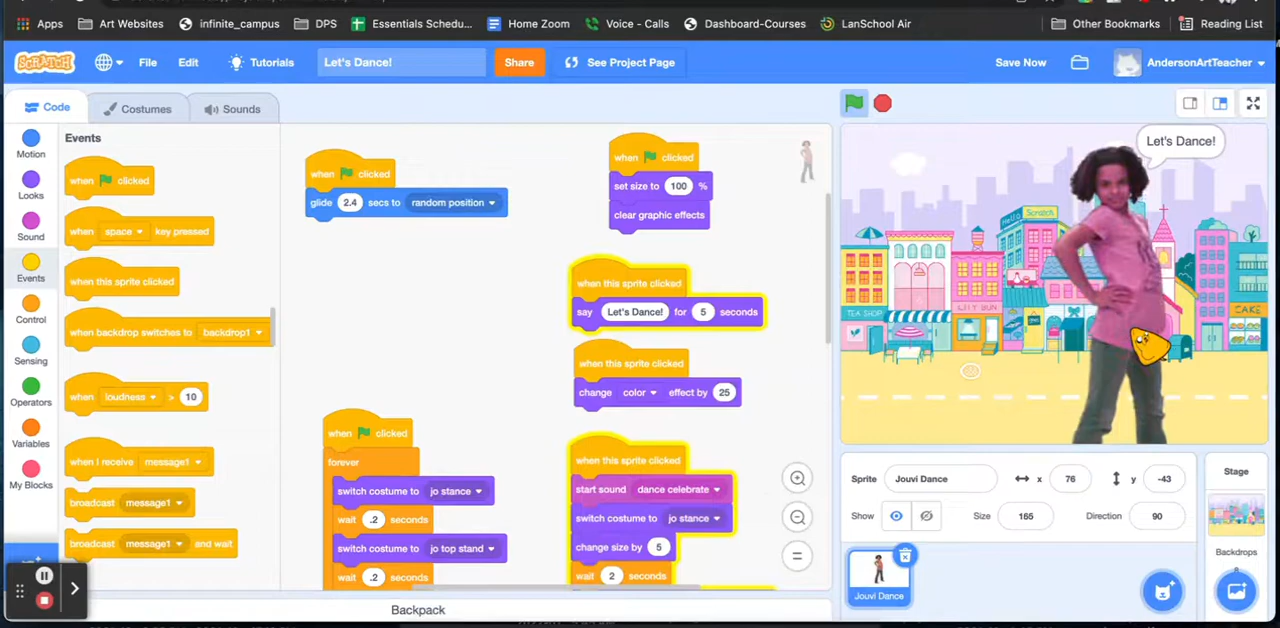 Apps Art Websites infinite_campus DPS Essentials Schedu... Home Zoom Voice - Calls Dashboard-Courses LanSchool Air Other Bookmarks Reading List
SCRATCH File Edit Tutorials Let's Dance! Share See Project Page Save Now AndersonArtTeacher
Code Costumes Sounds
Motion
Looks
Sound
Events
Control
Sensing
Operators
Variables
My Blocks
Events
when clicked
when space key pressed
when this sprite clicked
when backdrop switches to backdrop1
when loudness > 10
when I receive message1
broadcast message1
broadcast message1 and wait
when clicked
glide 2.4 secs to random position
when clicked
forever
switch costume to jo stance
wait .2 seconds
switch costume to jo top stand
wait .2 seconds
when clicked
set size to 100 %
clear graphic effects
when this sprite clicked
say Let's Dance! for 5 seconds
when this sprite clicked
change color effect by 25
when this sprite clicked
start sound dance celebrate
switch costume to jo stance
change size by 5
wait 2 seconds
Backpack
Let's Dance!
Hello Scratch
TEA SHOP
CITY BUN
CAKE
Sprite Jouvi Dance x 76 y -43
Show Size 165 Direction 90
Jouvi Dance
Stage
Backdrops